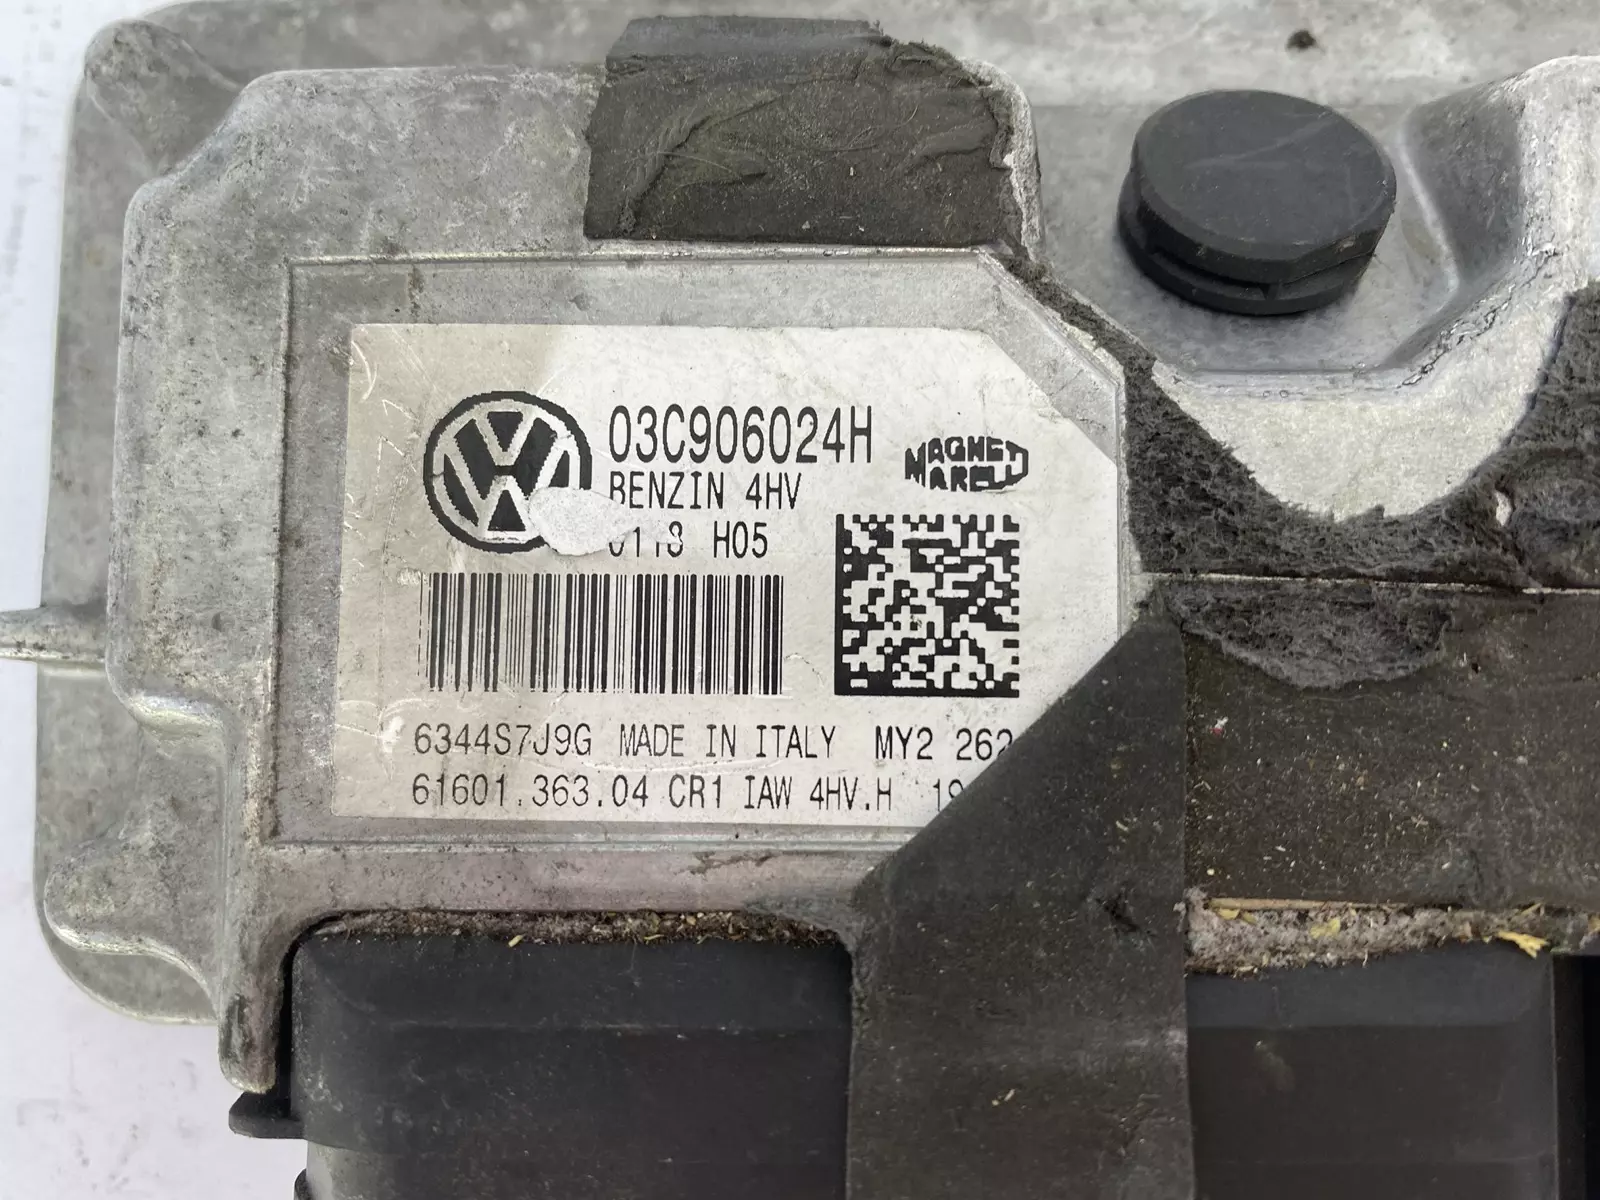 03C906024H
MAGNETI
MARELLI
BENZIN 4HV
H05
6344S7J9G MADE IN ITALY MY2
61601.363.04 CR1 IAW 4HV.H